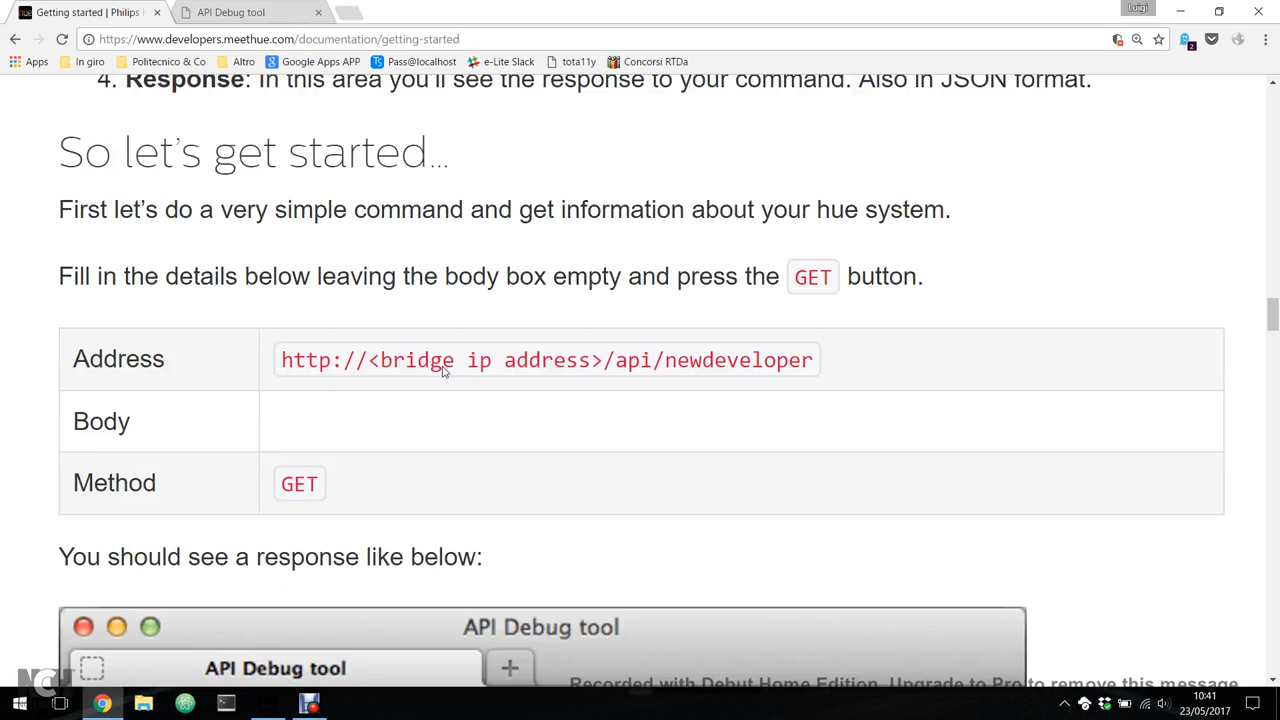 Getting started | Philips
API Debug tool
Luigi
https://www.developers.meethue.com/documentation/getting-started
2
Apps
In giro
Politecnico & Co
Altro
Google Apps APP
Pass@localhost
e-Lite Slack
tota11y
Concorsi RTDa
4. Response: In this area you'll see the response to your command. Also in JSON format.
So let's get started…
First let's do a very simple command and get information about your hue system.
Fill in the details below leaving the body box empty and press the GET button.
Address http://<bridge ip address>/api/newdeveloper
Body
Method GET
You should see a response like below:
API Debug tool
API Debug tool
Recorded with Debut Home Edition. Upgrade to Pro to remove this message
10:41
23/05/2017